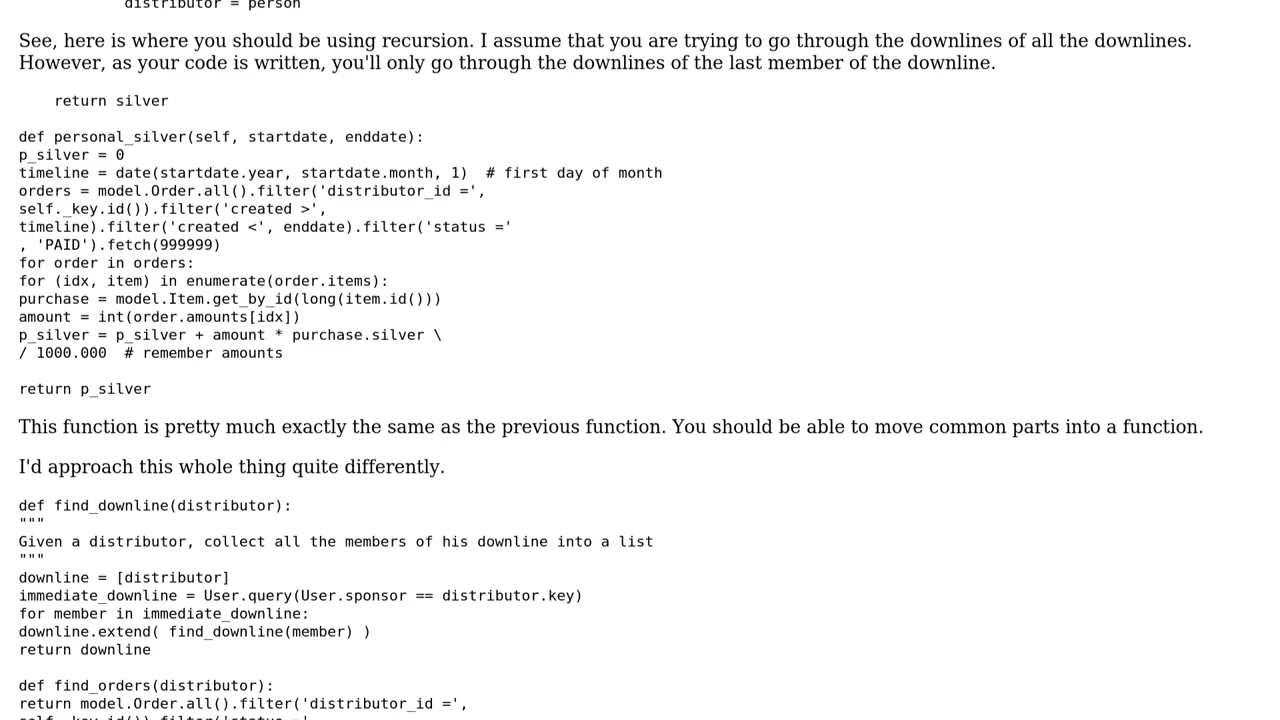 distributor = person
See, here is where you should be using recursion. I assume that you are trying to go through the downlines of all the downlines.
However, as your code is written, you'll only go through the downlines of the last member of the downline.
return silver
def personal_silver(self, startdate, enddate):
p_silver = 0
timeline = date(startdate.year, startdate.month, 1)  # first day of month
orders = model.Order.all().filter('distributor_id =',
self._key.id()).filter('created >',
timeline).filter('created <', enddate).filter('status ='
, 'PAID').fetch(999999)
for order in orders:
for (idx, item) in enumerate(order.items):
purchase = model.Item.get_by_id(long(item.id()))
amount = int(order.amounts[idx])
p_silver = p_silver + amount * purchase.silver \
/ 1000.000  # remember amounts
return p_silver
This function is pretty much exactly the same as the previous function. You should be able to move common parts into a function.
I'd approach this whole thing quite differently.
def find_downline(distributor):
"""
Given a distributor, collect all the members of his downline into a list
"""
downline = [distributor]
immediate_downline = User.query(User.sponsor == distributor.key)
for member in immediate_downline:
downline.extend( find_downline(member) )
return downline
def find_orders(distributor):
return model.Order.all().filter('distributor_id =',
self._key.id()).filter('status ='